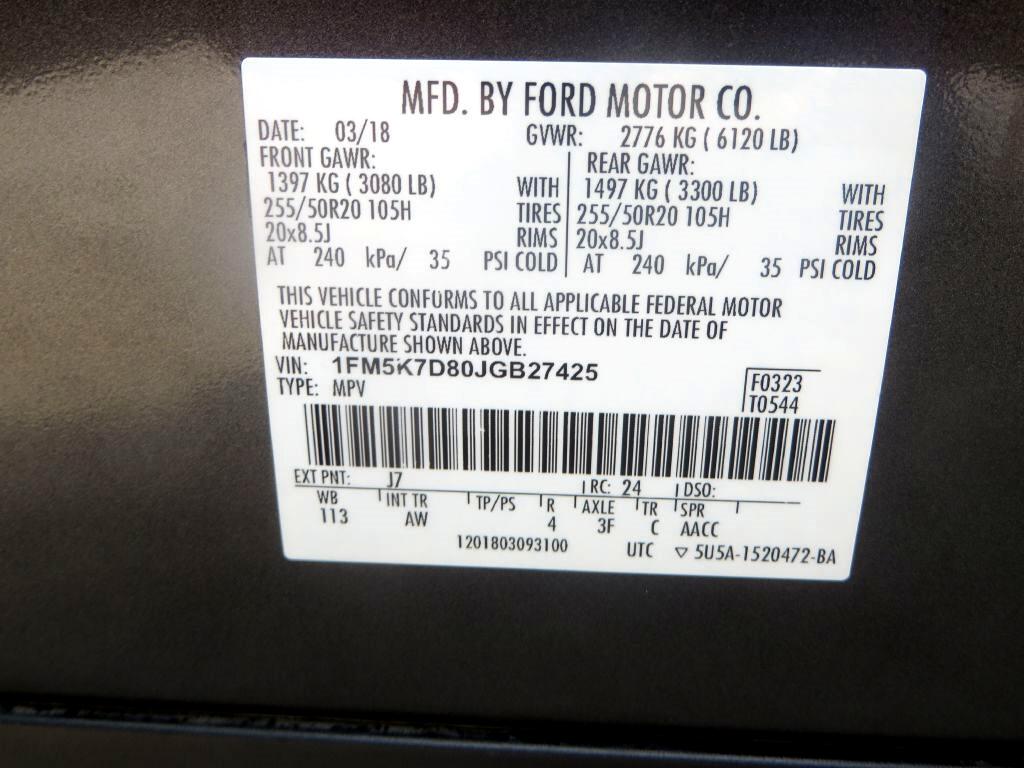 MFD. BY FORD MOTOR CO.
DATE: 03/18 GVWR: 2776 KG ( 6120 LB)
FRONT GAWR: REAR GAWR:
1397 KG ( 3080 LB) WITH 1497 KG ( 3300 LB) WITH
255/50R20 105H TIRES 255/50R20 105H TIRES
20x8.5J RIMS 20x8.5J RIMS
AT 240 kPa/ 35 PSI COLD AT 240 kPa/ 35 PSI COLD
THIS VEHICLE CONFORMS TO ALL APPLICABLE FEDERAL MOTOR
VEHICLE SAFETY STANDARDS IN EFFECT ON THE DATE OF
MANUFACTURE SHOWN ABOVE.
VIN: 1FM5K7D80JGB27425
TYPE: MPV
F0323
T0544
EXT PNT: J7 RC: 24 DSO:
WB INT TR TP/PS R AXLE TR SPR
113 AW 4 3F C AACC
1201803093100 UTC ▽ 5U5A-1520472-BA